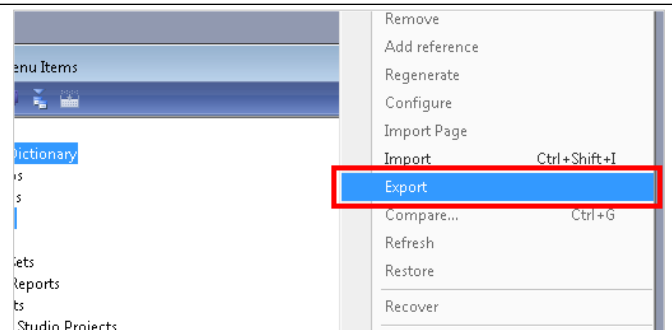 Remove
Add reference
enu Items
Regenerate
Configure
Import Page
Dictionary
Import Ctrl+Shift+I
s
Export
s
Compare... Ctrl+G
Refresh
Sets
Restore
Reports
ts
Recover
Studio Projects